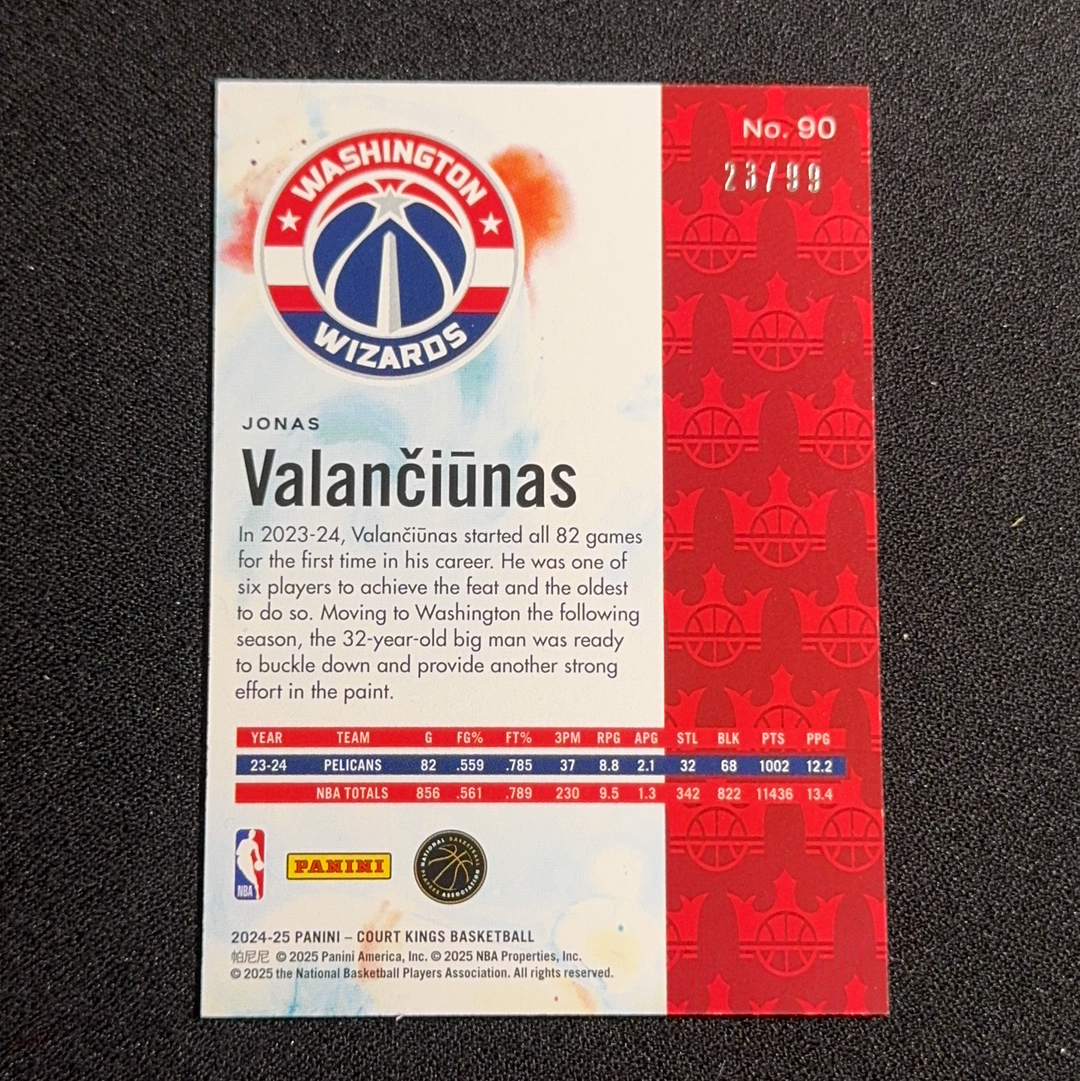 No. 90
23/99
WASHINGTON
WIZARDS
JONAS
Valančiūnas
In 2023-24, Valančiūnas started all 82 games
for the first time in his career. He was one of
six players to achieve the feat and the oldest
to do so. Moving to Washington the following
season, the 32-year-old big man was ready
to buckle down and provide another strong
effort in the paint.
YEAR TEAM G FG% FT% 3PM RPG APG STL BLK PTS PPG
23-24 PELICANS 82 .559 .785 37 8.8 2.1 32 68 1002 12.2
NBA TOTALS 856 .561 .789 230 9.5 1.3 342 822 11436 13.4
NBA
PANINI
NATIONAL BASKETBALL
PLAYERS ASSOCIATION
2024-25 PANINI – COURT KINGS BASKETBALL
帕尼尼 © 2025 Panini America, Inc. © 2025 NBA Properties, Inc.
© 2025 the National Basketball Players Association. All rights reserved.